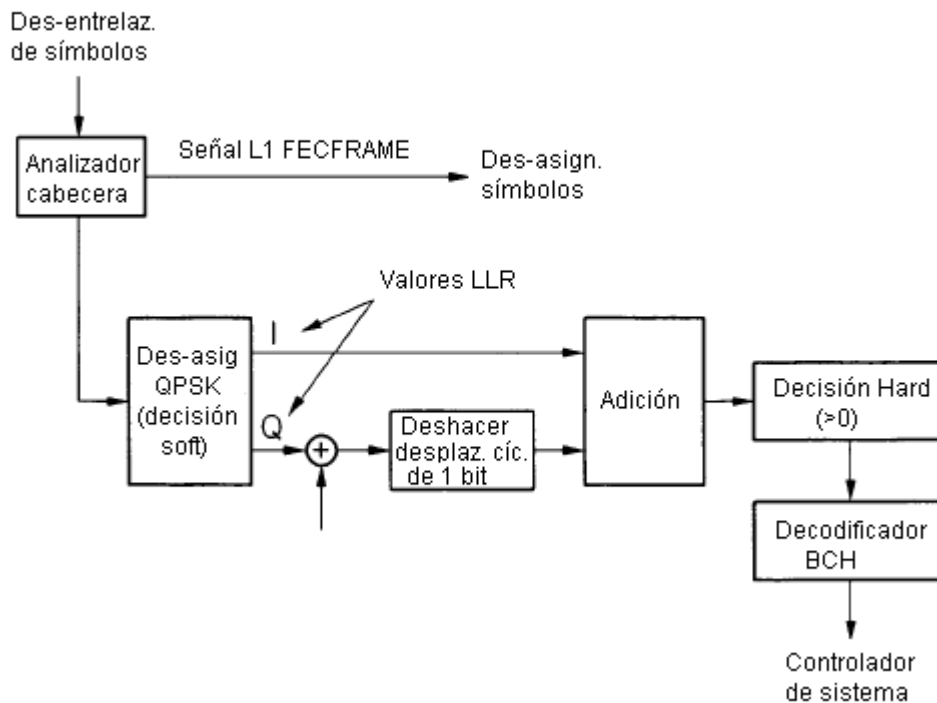 Des-entrelaz.
de símbolos
Analizador
cabecera
Señal L1 FECFRAME
Des-asign.
símbolos
Valores LLR
Des-asig
QPSK
(decisión
soft)
I
Q
+
Deshacer
desplaz. cíc.
de 1 bit
Adición
Decisión Hard
(>0)
Decodificador
BCH
Controlador
de sistema